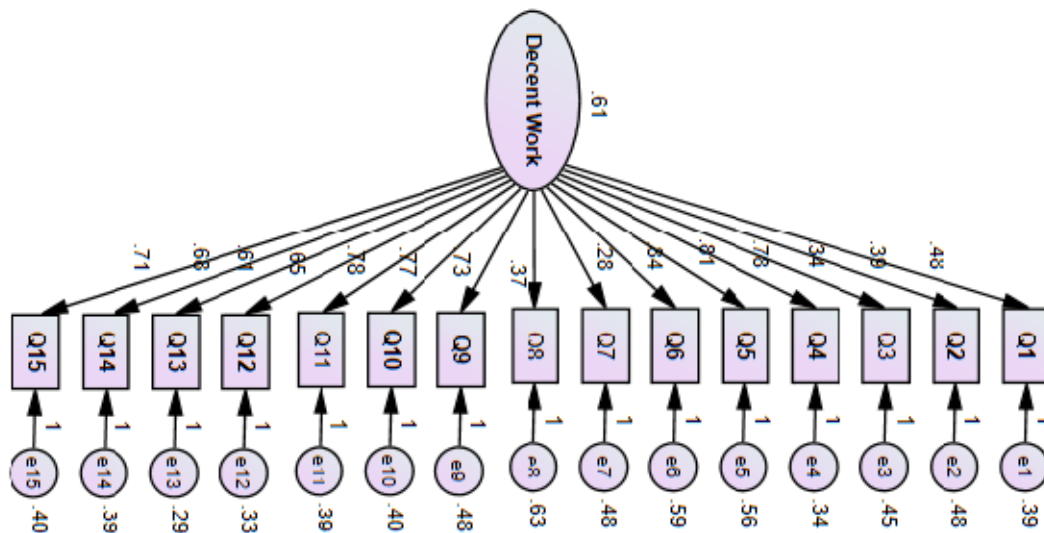 .61
Decent Work
.48 Q1 1 e1 .39
.39 Q2 1 e2 .48
.34 Q3 1 e3 .45
.78 Q4 1 e4 .34
.81 Q5 1 e5 .56
.84 Q6 1 e6 .59
.28 Q7 1 e7 .48
.37 Q8 1 e8 .63
.73 Q9 1 e9 .48
.77 Q10 1 e10 .40
.78 Q11 1 e11 .39
.65 Q12 1 e12 .33
.61 Q13 1 e13 .29
.68 Q14 1 e14 .39
.71 Q15 1 e15 .40